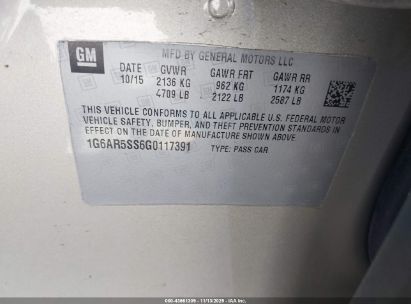 GM
MFD BY GENERAL MOTORS LLC
DATE GVWR GAWR FRT GAWR RR
10/15 2136 KG 962 KG 1174 KG
4709 LB 2122 LB 2587 LB
THIS VEHICLE CONFORMS TO ALL APPLICABLE U.S. FEDERAL MOTOR
VEHICLE SAFETY, BUMPER, AND THEFT PREVENTION STANDARDS IN
EFFECT ON THE DATE OF MANUFACTURE SHOWN ABOVE
1G6AR5SS6G0117391 TYPE: PASS CAR